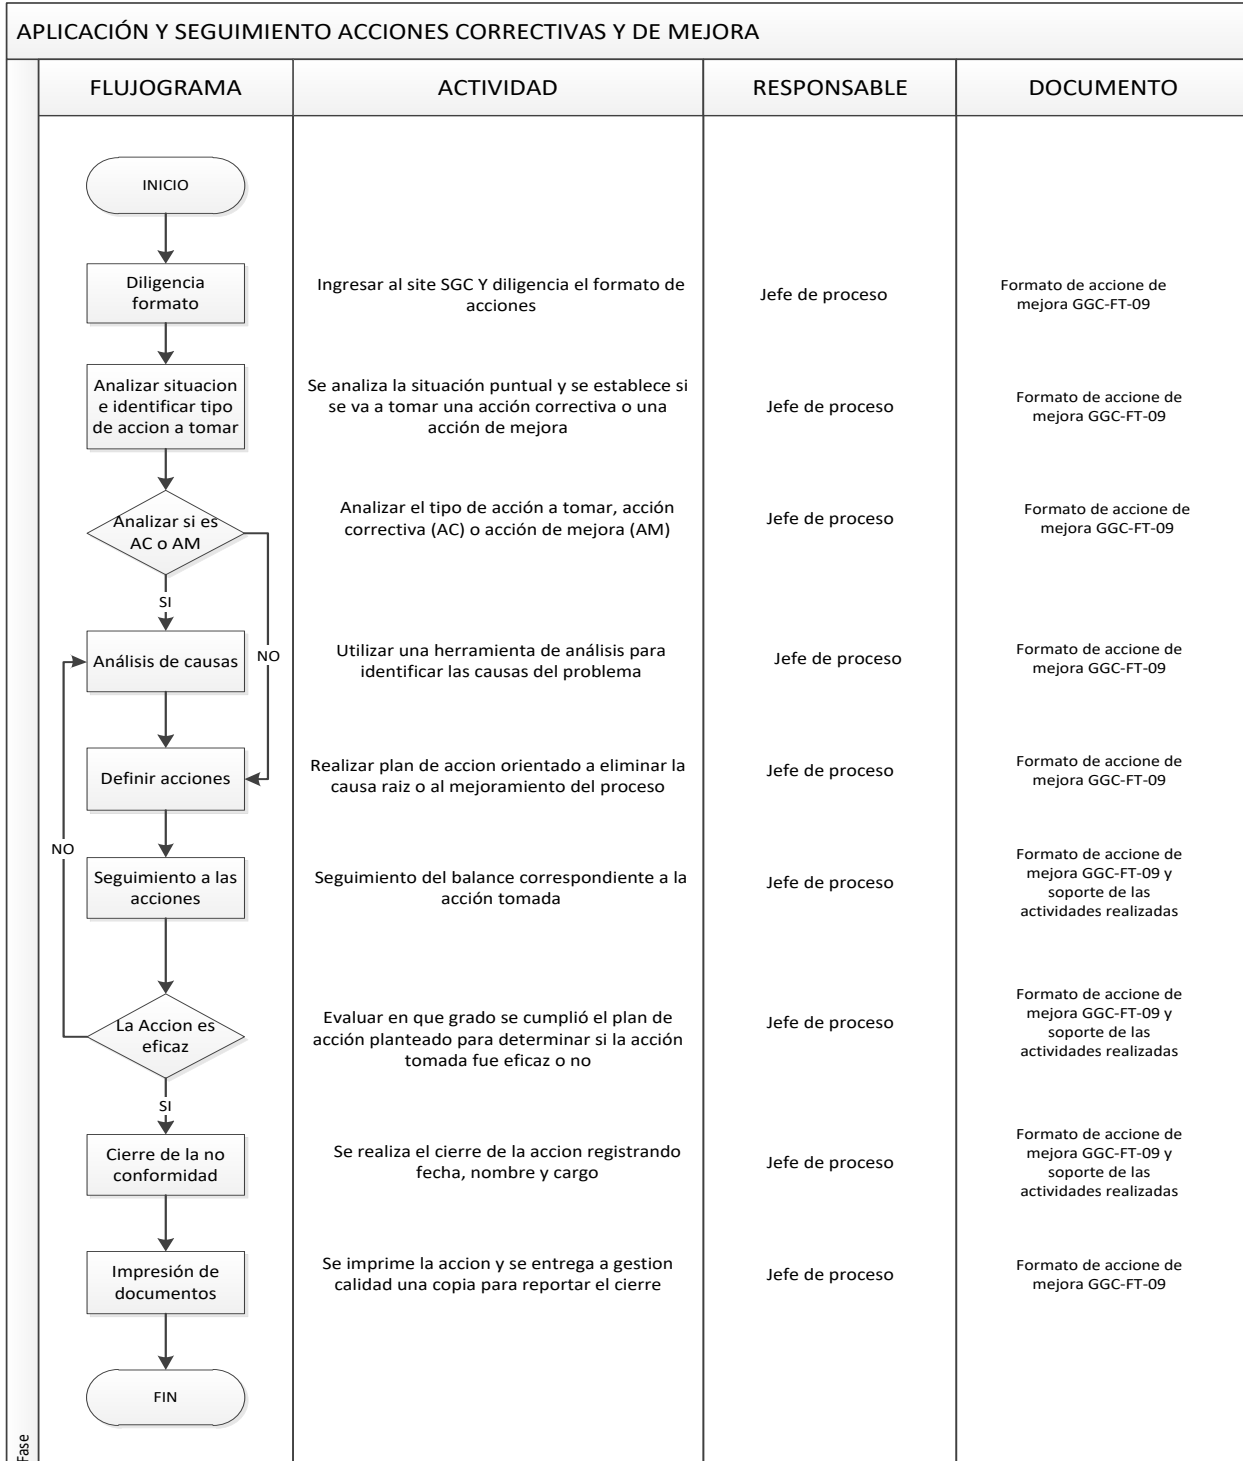 APLICACIÓN Y SEGUIMIENTO ACCIONES CORRECTIVAS Y DE MEJORA
FLUJOGRAMA
ACTIVIDAD
RESPONSABLE
DOCUMENTO
INICIO
Diligencia
formato
Ingresar al site SGC Y diligencia el formato de
acciones
Jefe de proceso
Formato de accione de
mejora GGC-FT-09
Analizar situacion
e identificar tipo
de accion a tomar
Se analiza la situación puntual y se establece si
se va a tomar una acción correctiva o una
acción de mejora
Jefe de proceso
Formato de accione de
mejora GGC-FT-09
Analizar si es
AC o AM
Analizar el tipo de acción a tomar, acción
correctiva (AC) o acción de mejora (AM)
Jefe de proceso
Formato de accione de
mejora GGC-FT-09
SI
Análisis de causas
NO
Utilizar una herramienta de análisis para
identificar las causas del problema
Jefe de proceso
Formato de accione de
mejora GGC-FT-09
Definir acciones
Realizar plan de accion orientado a eliminar la
causa raiz o al mejoramiento del proceso
Jefe de proceso
Formato de accione de
mejora GGC-FT-09
NO
Seguimiento a las
acciones
Seguimiento del balance correspondiente a la
acción tomada
Jefe de proceso
Formato de accione de
mejora GGC-FT-09 y
soporte de las
actividades realizadas
La Accion es
eficaz
Evaluar en que grado se cumplió el plan de
acción planteado para determinar si la acción
tomada fue eficaz o no
Jefe de proceso
Formato de accione de
mejora GGC-FT-09 y
soporte de las
actividades realizadas
SI
Cierre de la no
conformidad
Se realiza el cierre de la accion registrando
fecha, nombre y cargo
Jefe de proceso
Formato de accione de
mejora GGC-FT-09 y
soporte de las
actividades realizadas
Impresión de
documentos
Se imprime la accion y se entrega a gestion
calidad una copia para reportar el cierre
Jefe de proceso
Formato de accione de
mejora GGC-FT-09
FIN
Fase